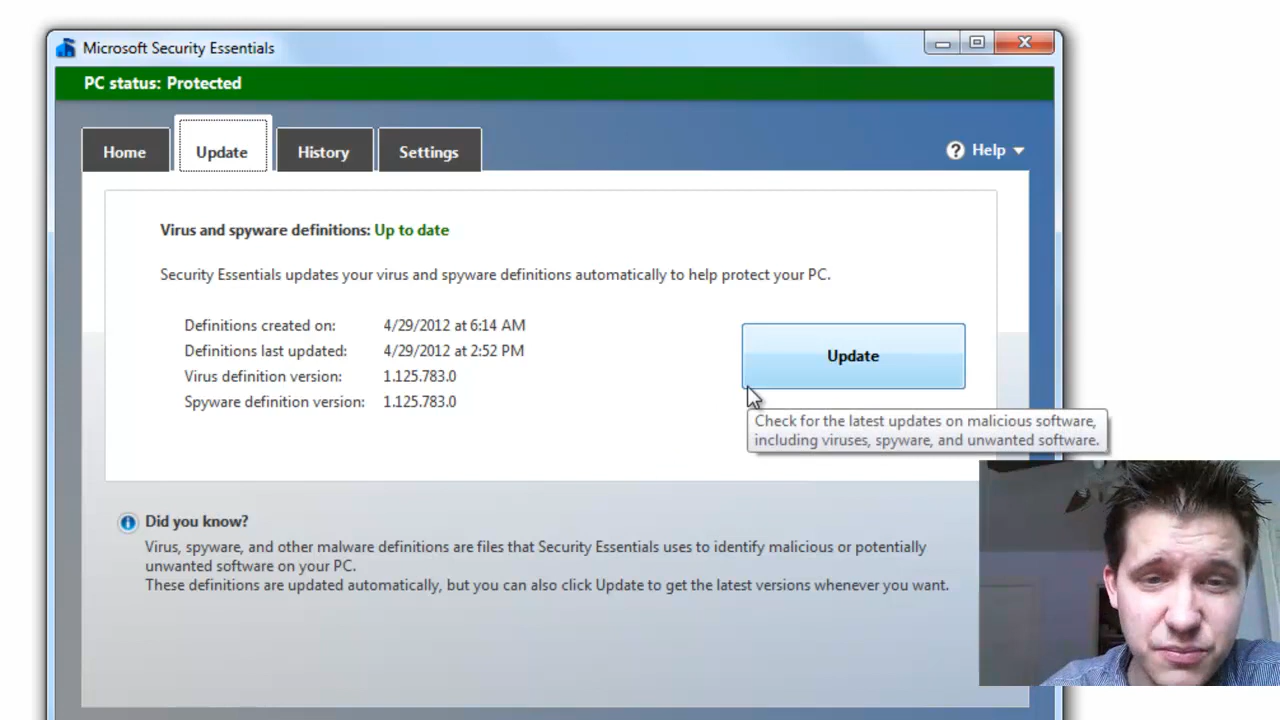 Microsoft Security Essentials
PC status: Protected
Home
Update
History
Settings
? Help
Virus and spyware definitions: Up to date
Security Essentials updates your virus and spyware definitions automatically to help protect your PC.
Definitions created on: 4/29/2012 at 6:14 AM
Definitions last updated: 4/29/2012 at 2:52 PM
Virus definition version: 1.125.783.0
Spyware definition version: 1.125.783.0
Update
Check for the latest updates on malicious software,
including viruses, spyware, and unwanted software.
Did you know?
Virus, spyware, and other malware definitions are files that Security Essentials uses to identify malicious or potentially
unwanted software on your PC.
These definitions are updated automatically, but you can also click Update to get the latest versions whenever you want.